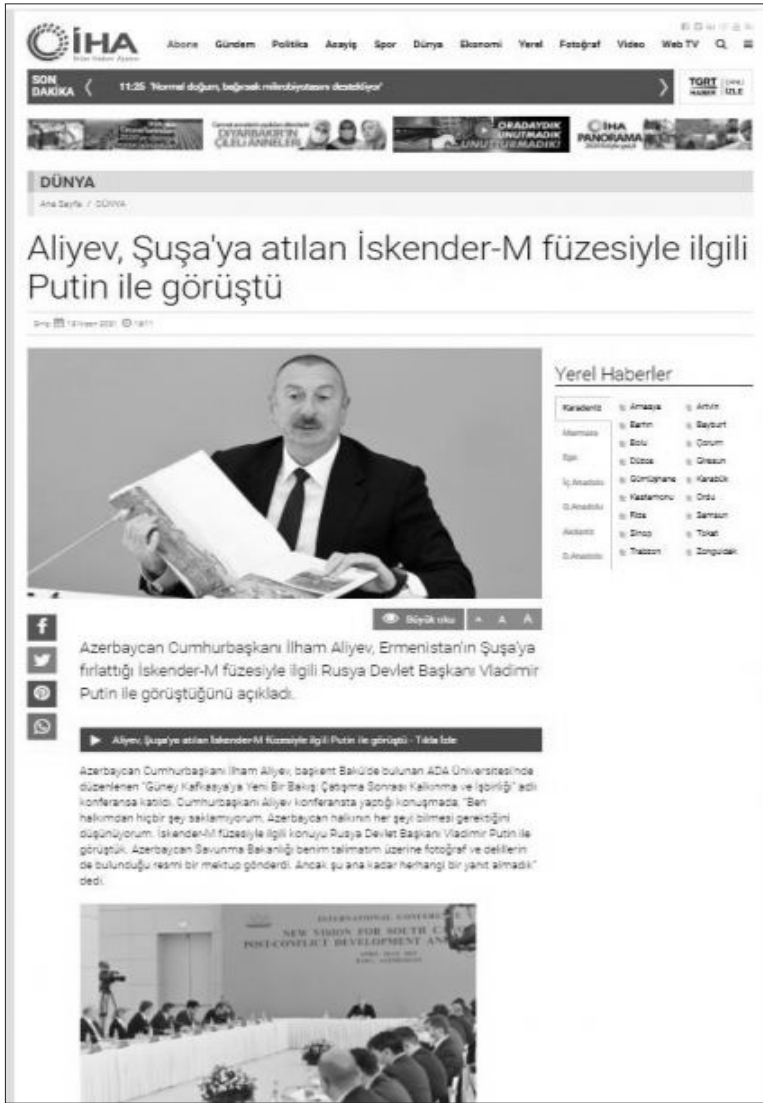 İHA
Abone Gündem Politika Asayiş Spor Dünya Ekonomi Yerel Fotoğraf Video Web TV
SON DAKİKA
11:25 'Normal doğum, bağırsak mikrobiyotasını destekliyor'
TGRT HABER
İZLE
DİYARBAKIR'IN ÇİLELİ ANNELERİ
ORADAYDIK
UNUTMADIK
UNUTTURMADIK!
İHA
PANORAMA
DÜNYA
Ana Sayfa / DÜNYA
Aliyev, Şuşa'ya atılan İskender-M füzesiyle ilgili
Putin ile görüştü
Yerel Haberler
Karadeniz
Marmara
Ege
İç Anadolu
G.Anadolu
Akdeniz
D.Anadolu
Amasya Artvin
Bartın Bayburt
Bolu Çorum
Düzce Giresun
Gümüşhane Karabük
Kastamonu Ordu
Rize Samsun
Sinop Tokat
Trabzon Zonguldak
Büyük oku A A A
Azerbaycan Cumhurbaşkanı İlham Aliyev, Ermenistan'ın Şuşa'ya
fırlattığı İskender-M füzesiyle ilgili Rusya Devlet Başkanı Vladimir
Putin ile görüştüğünü açıkladı.
Aliyev, Şuşa'ya atılan İskender-M füzesiyle ilgili Putin ile görüştü - Tıkla İzle
Azerbaycan Cumhurbaşkanı İlham Aliyev, başkent Bakü'de bulunan ADA Üniversitesi'nde
düzenlenen "Güney Kafkasya'ya Yeni Bir Bakış: Çatışma Sonrası Kalkınma ve İşbirliği" adlı
konferansa katıldı. Cumhurbaşkanı Aliyev konferansta yaptığı konuşmada, "Ben
halkımdan hiçbir şey saklamıyorum. Azerbaycan halkının her şeyi bilmesi gerektiğini
düşünüyorum. İskender-M füzesiyle ilgili konuyu Rusya Devlet Başkanı Vladimir Putin ile
görüştük. Azerbaycan Savunma Bakanlığı benim talimatım üzerine fotoğraf ve delillerin
de bulunduğu resmi bir mektup gönderdi. Ancak şu ana kadar herhangi bir yanıt almadık"
dedi.
INTERNATIONAL CONFERENCE
NEW VISION FOR SOUTH
POST-CONFLICT DEVELOPMENT AN